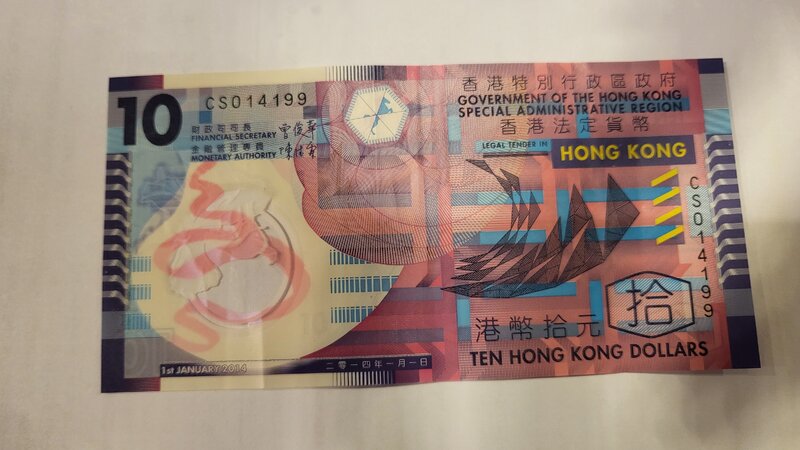 10
CS014199
財政司司長
FINANCIAL SECRETARY
金融管理專員
MONETARY AUTHORITY
香港特別行政區政府
GOVERNMENT OF THE HONG KONG
SPECIAL ADMINISTRATIVE REGION
香港法定貨幣
LEGAL TENDER IN
HONG KONG
CS014199
拾
港幣拾元
TEN HONG KONG DOLLARS
1st JANUARY 2014
二零一四年一月一日